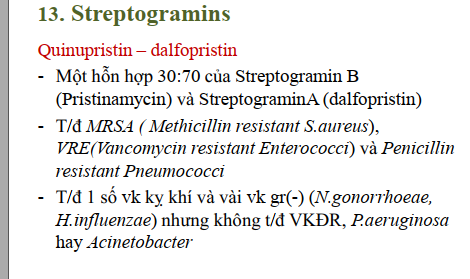 13. Streptogramins
Quinupristin – dalfopristin
- Một hỗn hợp 30:70 của Streptogramin B
(Pristinamycin) và StreptograminA (dalfopristin)
- T/đ MRSA ( Methicillin resistant S.aureus),
VRE(Vancomycin resistant Enterococci) và Penicillin
resistant Pneumococci
- T/đ 1 số vk kỵ khí và vài vk gr(-) (N.gonorrhoeae,
H.influenzae) nhưng không t/đ VKĐR, P.aeruginosa
hay Acinetobacter